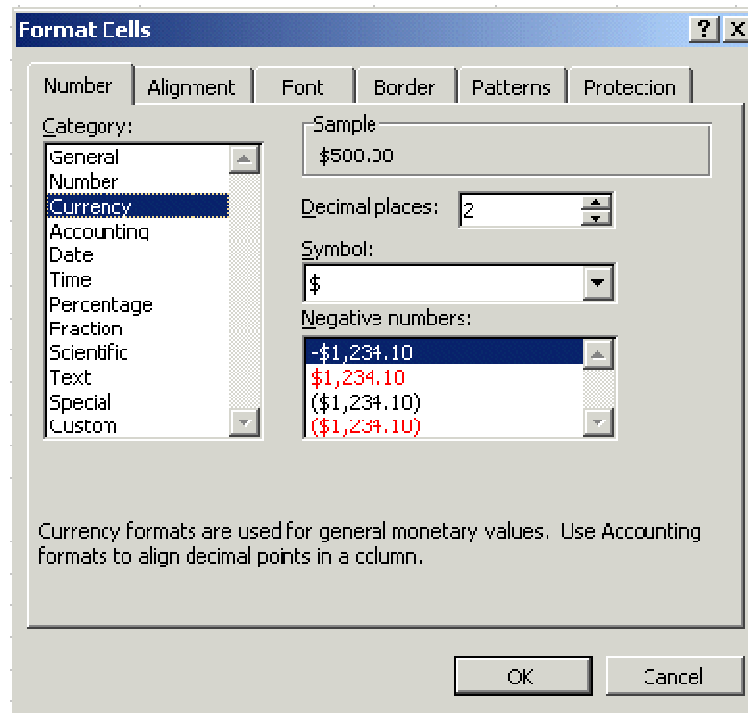 Format Cells
? X
Number Alignment Font Border Patterns Protection
Category:
General
Number
Currency
Accounting
Date
Time
Percentage
Fraction
Scientific
Text
Special
Custom
Sample
$500.00
Decimal places: 2
Symbol:
$
Negative numbers:
-$1,234.10
$1,234.10
($1,234.10)
($1,234.10)
Currency formats are used for general monetary values. Use Accounting
formats to align decimal points in a column.
OK Cancel